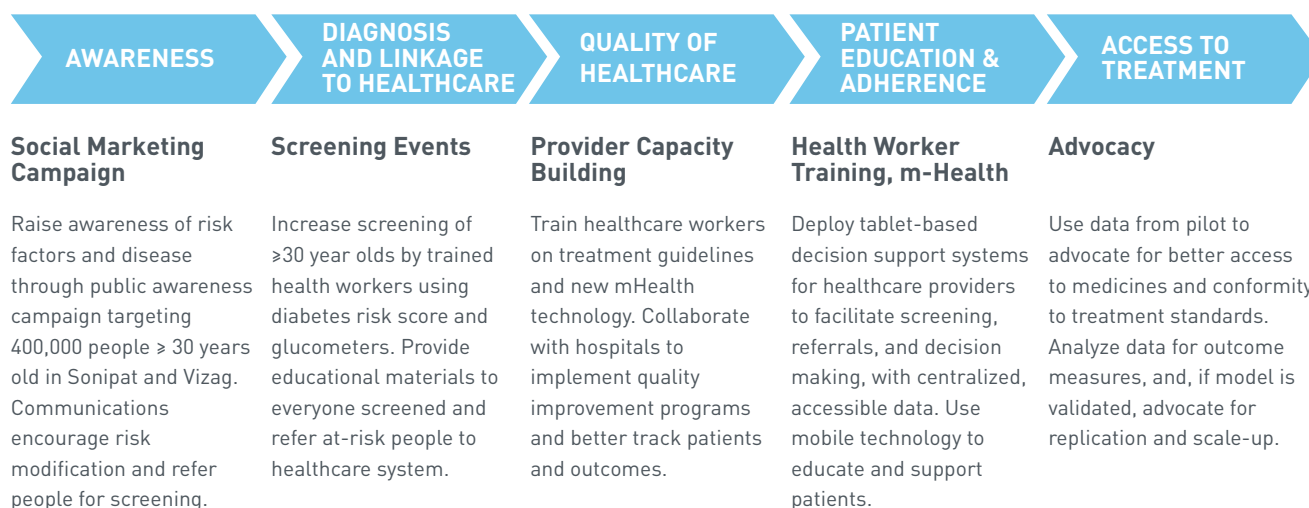 AWARENESS
DIAGNOSIS
AND LINKAGE
TO HEALTHCARE
QUALITY OF
HEALTHCARE
PATIENT
EDUCATION &
ADHERENCE
ACCESS TO
TREATMENT
Social Marketing
Campaign
Raise awareness of risk
factors and disease
through public awareness
campaign targeting
400,000 people ≥ 30 years
old in Sonipat and Vizag.
Communications
encourage risk
modification and refer
people for screening.
Screening Events
Increase screening of
≥30 year olds by trained
health workers using
diabetes risk score and
glucometers. Provide
educational materials to
everyone screened and
refer at-risk people to
healthcare system.
Provider Capacity
Building
Train healthcare workers
on treatment guidelines
and new mHealth
technology. Collaborate
with hospitals to
implement quality
improvement programs
and better track patients
and outcomes.
Health Worker
Training, m-Health
Deploy tablet-based
decision support systems
for healthcare providers
to facilitate screening,
referrals, and decision
making, with centralized,
accessible data. Use
mobile technology to
educate and support
patients.
Advocacy
Use data from pilot to
advocate for better access
to medicines and conformity
to treatment standards.
Analyze data for outcome
measures, and, if model is
validated, advocate for
replication and scale-up.